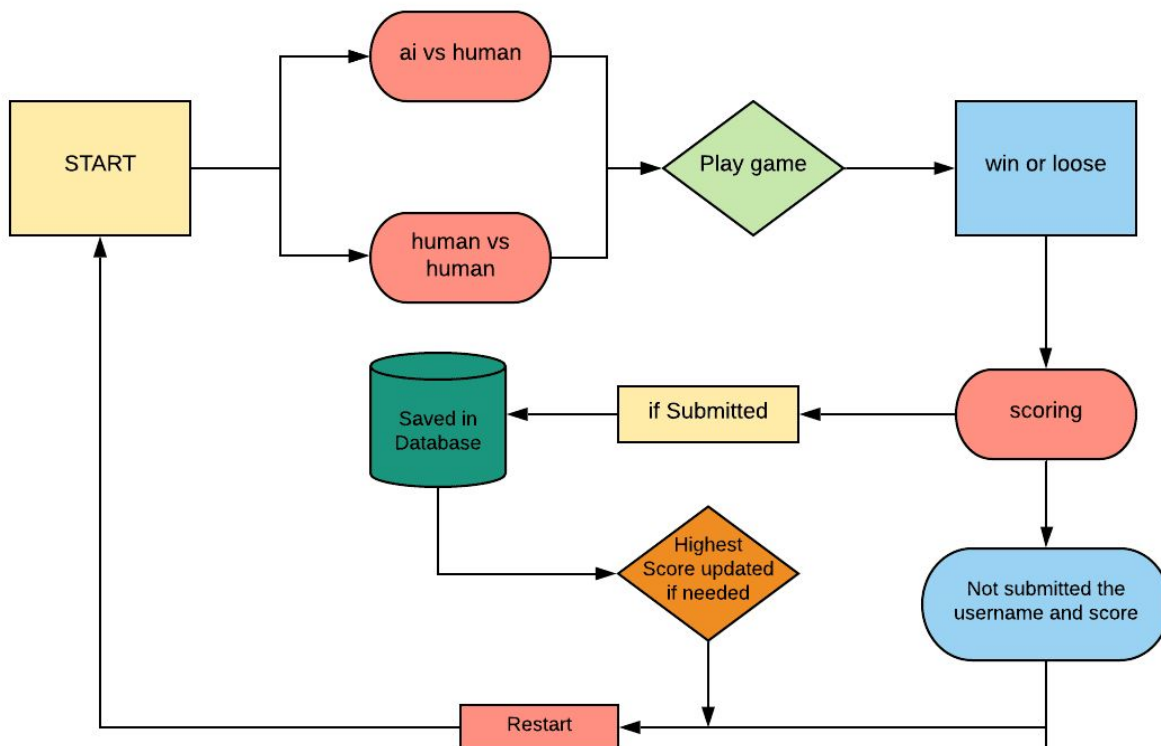 ai vs human
START
Play game
win or loose
human vs
human
Saved in
Database
if Submitted
scoring
Highest
Score updated
if needed
Not submitted the
username and score
Restart